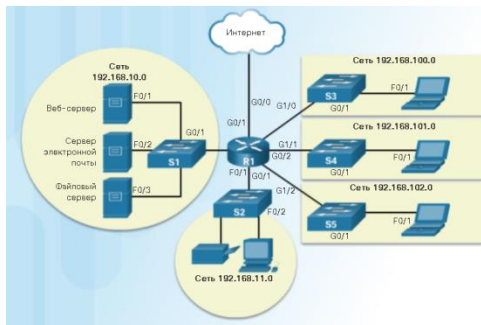 Интернет
Сеть
192.168.10.0
Веб-сервер
F0/1
Сервер
электронной
почты
F0/2
Файловый
сервер
F0/3
G0/1
S1
G0/0
G0/1
R1
G1/0
G1/1
G0/2
G1/2
F0/1
G0/1
S2
F0/2
Сеть 192.168.11.0
Сеть 192.168.100.0
S3
G0/1
F0/1
Сеть 192.168.101.0
S4
G0/1
F0/1
Сеть 192.168.102.0
S5
G0/1
F0/1